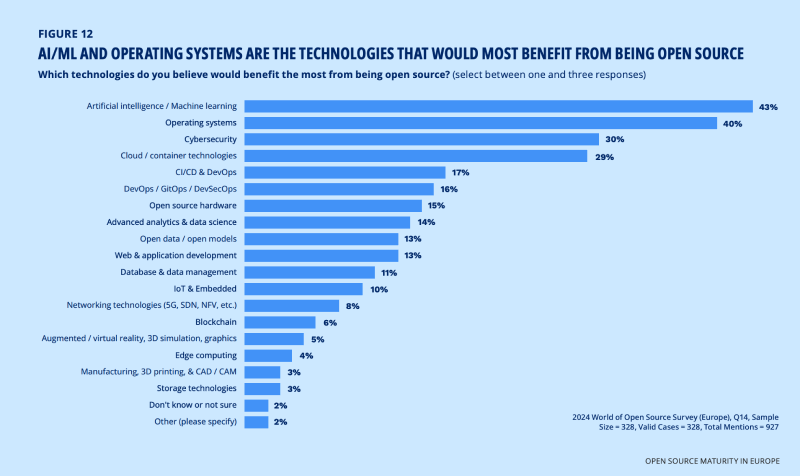 FIGURE 12
AI/ML AND OPERATING SYSTEMS ARE THE TECHNOLOGIES THAT WOULD MOST BENEFIT FROM BEING OPEN SOURCE
Which technologies do you believe would benefit the most from being open source? (select between one and three responses)
Artificial intelligence / Machine learning 43%
Operating systems 40%
Cybersecurity 30%
Cloud / container technologies 29%
CI/CD & DevOps 17%
DevOps / GitOps / DevSecOps 16%
Open source hardware 15%
Advanced analytics & data science 14%
Open data / open models 13%
Web & application development 13%
Database & data management 11%
IoT & Embedded 10%
Networking technologies (5G, SDN, NFV, etc.) 8%
Blockchain 6%
Augmented / virtual reality, 3D simulation, graphics 5%
Edge computing 4%
Manufacturing, 3D printing, & CAD / CAM 3%
Storage technologies 3%
Don't know or not sure 2%
Other (please specify) 2%
2024 World of Open Source Survey (Europe), Q14, Sample
Size = 328, Valid Cases = 328, Total Mentions = 927
OPEN SOURCE MATURITY IN EUROPE